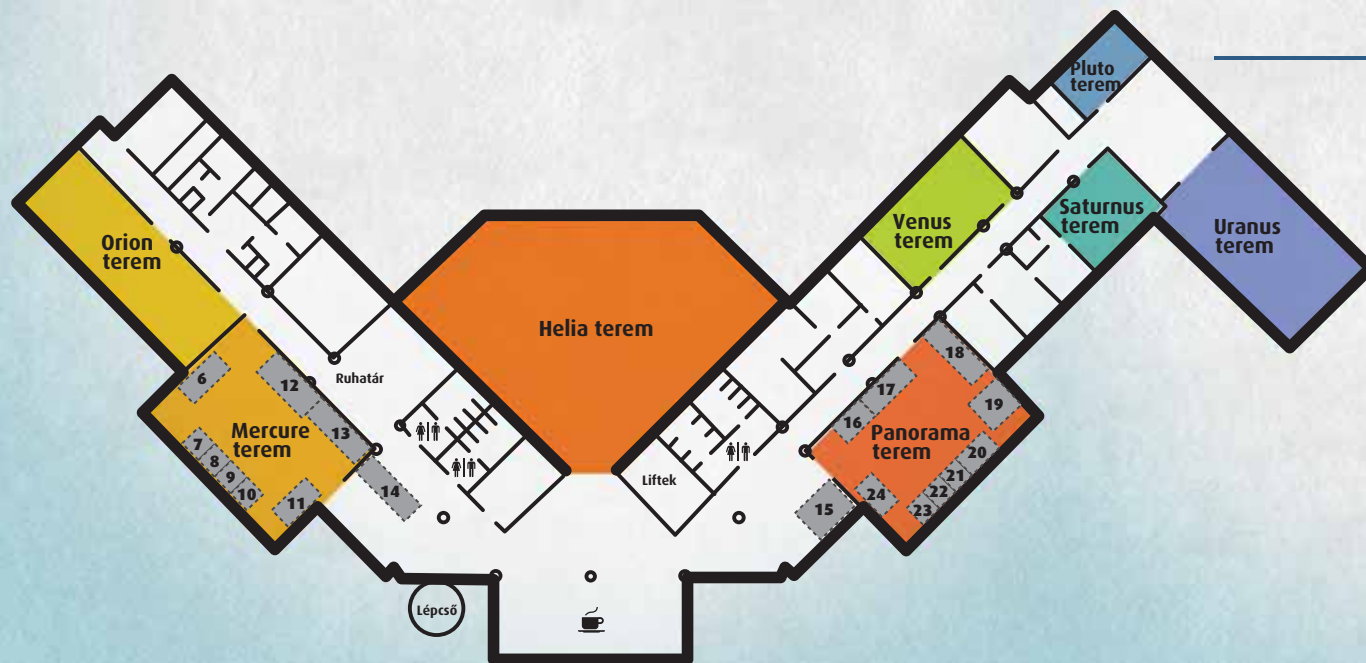 Pluto
terem
Orion
terem
Venus
terem
Saturnus
terem
Uranus
terem
Helia terem
Ruhatár
Mercure
terem
6
12
13
7
8
9
10
11
14
Liftek
Panorama
terem
18
17
16
19
20
21
22
23
24
15
Lépcső